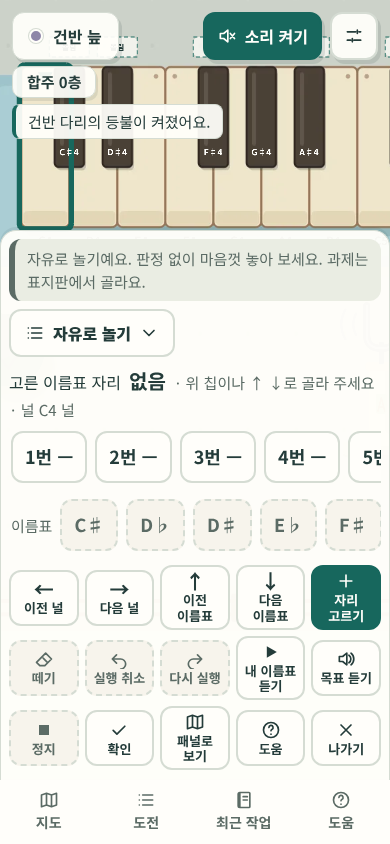 건반 늪
소리 켜기
합주 0층
건반 다리의 등불이 켜졌어요.
C♯4 D♯4 F♯4 G♯4 A♯4
자유로 놀기예요. 판정 없이 마음껏 놓아 보세요. 과제는
표지판에서 골라요.
자유로 놀기
고른 이름표 자리 없음 · 위 칩이나 ↑ ↓로 골라 주세요
· 널 C4 널
1번 — 2번 — 3번 — 4번 —
이름표 C♯ D♭ D♯ E♭ F♯
← → ↑ ↓ +
이전 널 다음 널 이전 이름표 다음 이름표 자리 고르기
떼기 실행 취소 다시 실행 내 이름표 듣기 목표 듣기
정지 확인 패널로 보기 도움 나가기
지도 도전 최근 작업 도움